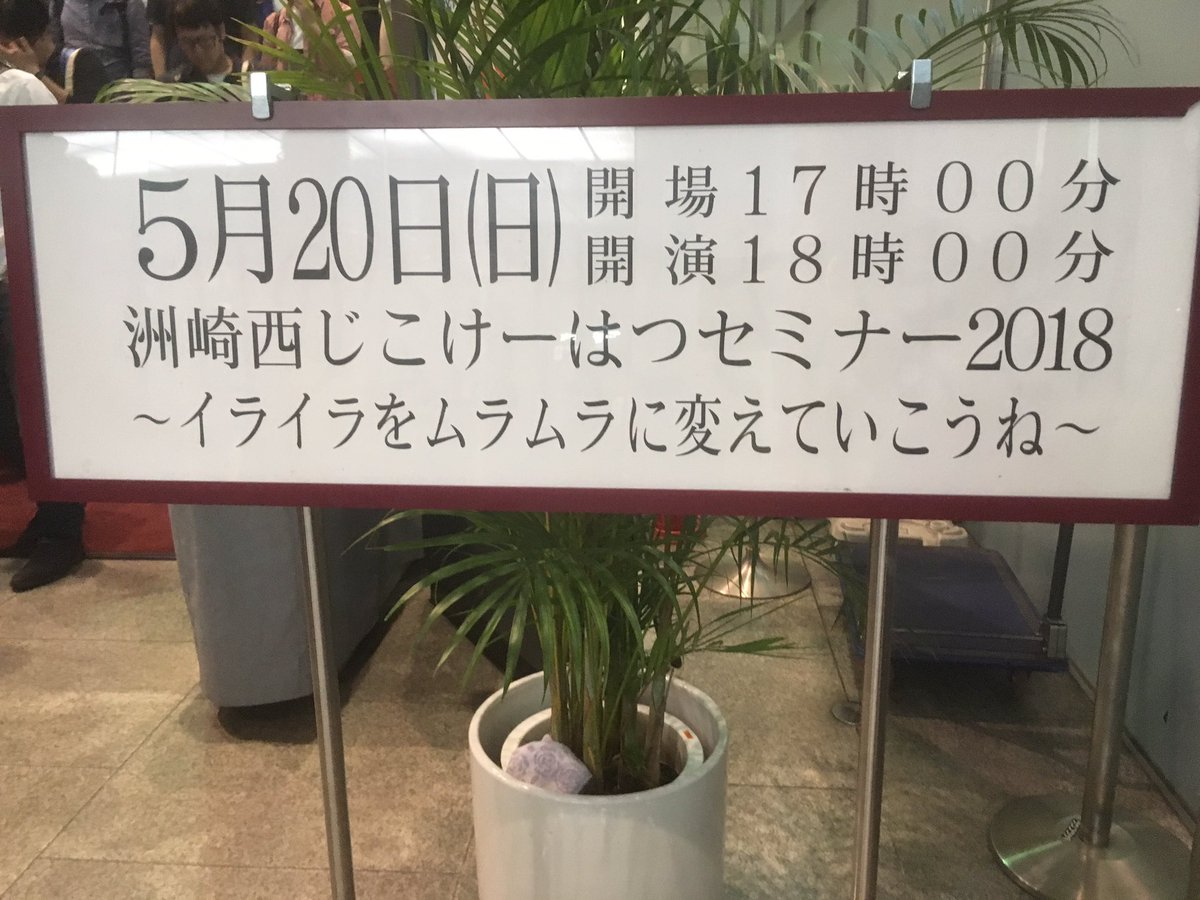 5月20日(日)
開場17時00分
開演18時00分
洲崎西じこけーはつセミナー2018
～イライラをムラムラに変えていこうね～